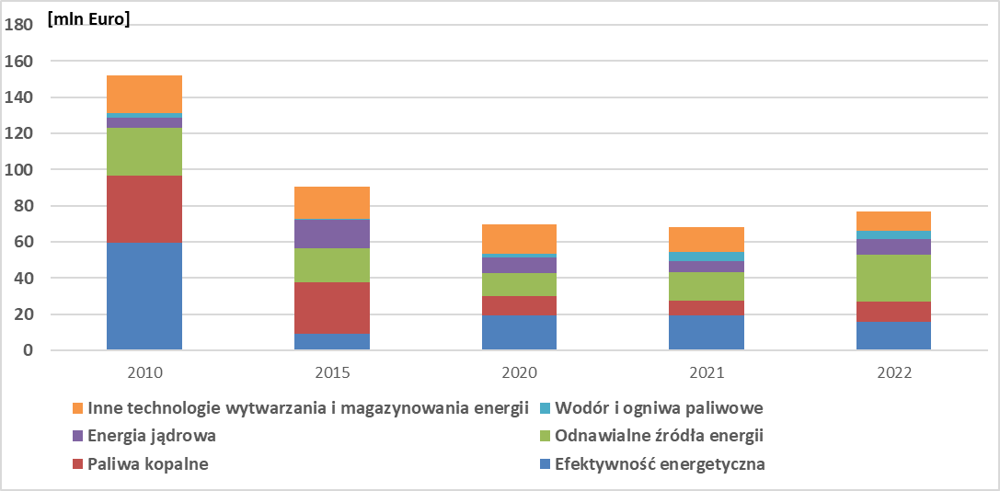 [mln Euro]
180
160
140
120
100
80
60
40
20
0
2010 2015 2020 2021 2022
Inne technologie wytwarzania i magazynowania energii Wodór i ogniwa paliwowe
Energia jądrowa Odnawialne źródła energii
Paliwa kopalne Efektywność energetyczna